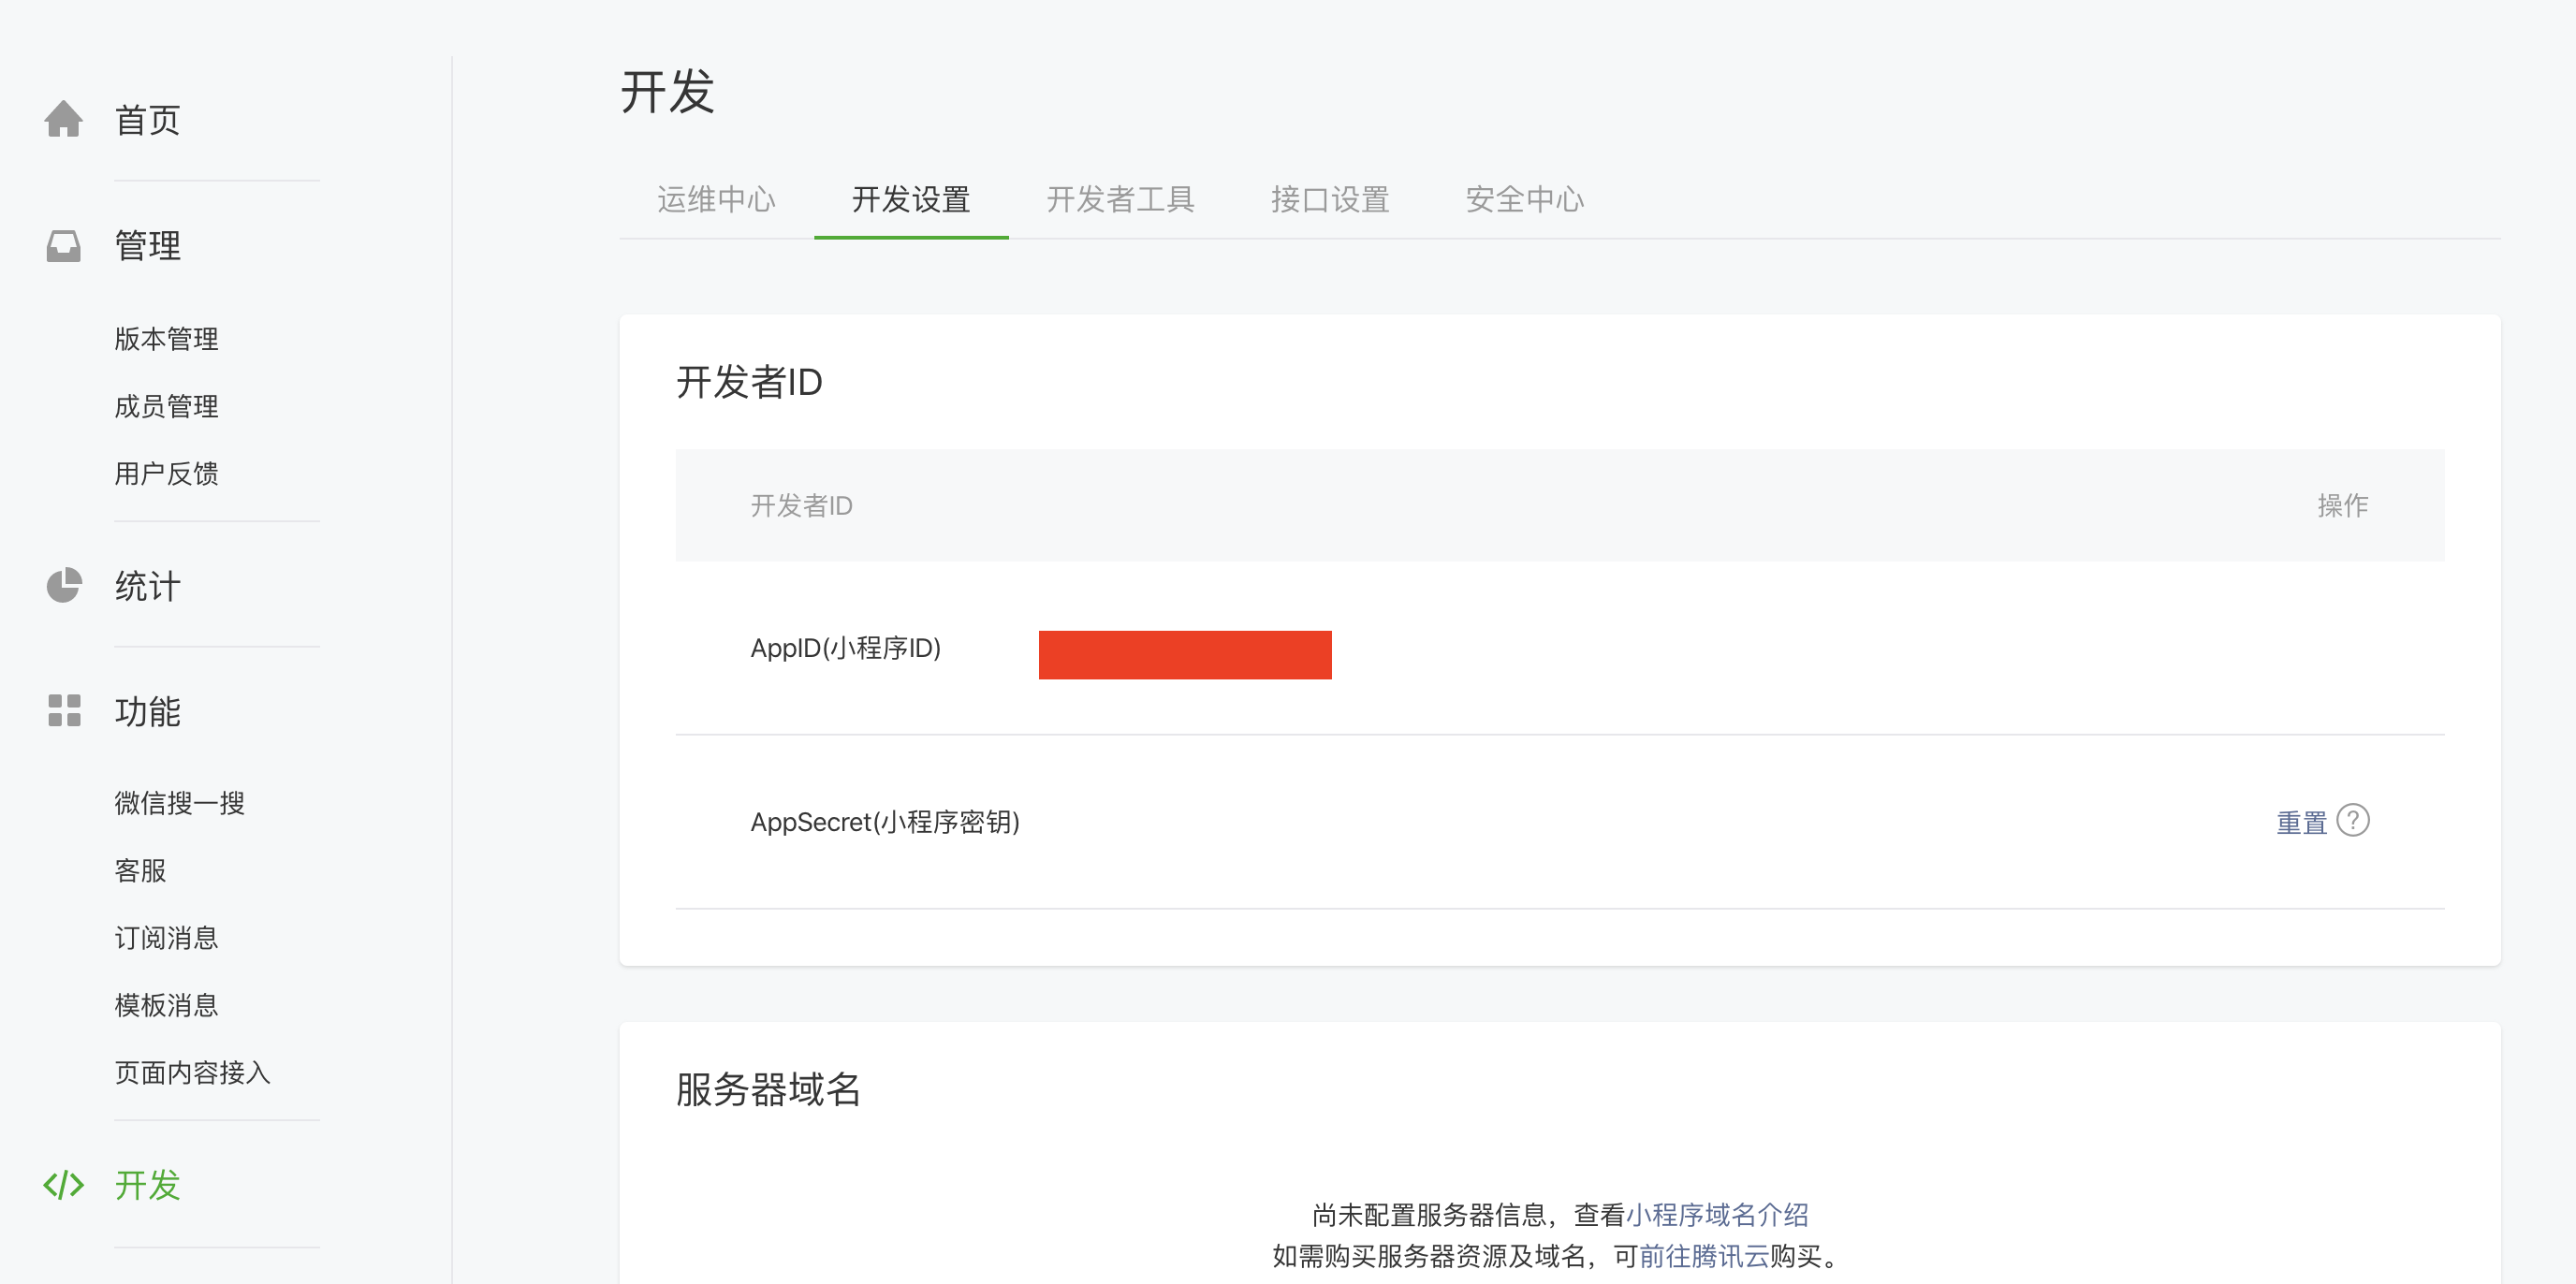 首页
管理
版本管理
成员管理
用户反馈
统计
功能
微信搜一搜
客服
订阅消息
模板消息
页面内容接入
开发
开发
运维中心 开发设置 开发者工具 接口设置 安全中心
开发者ID
开发者ID 操作
AppID(小程序ID)
AppSecret(小程序密钥) 重置 ?
服务器域名
尚未配置服务器信息，查看小程序域名介绍
如需购买服务器资源及域名，可前往腾讯云购买。